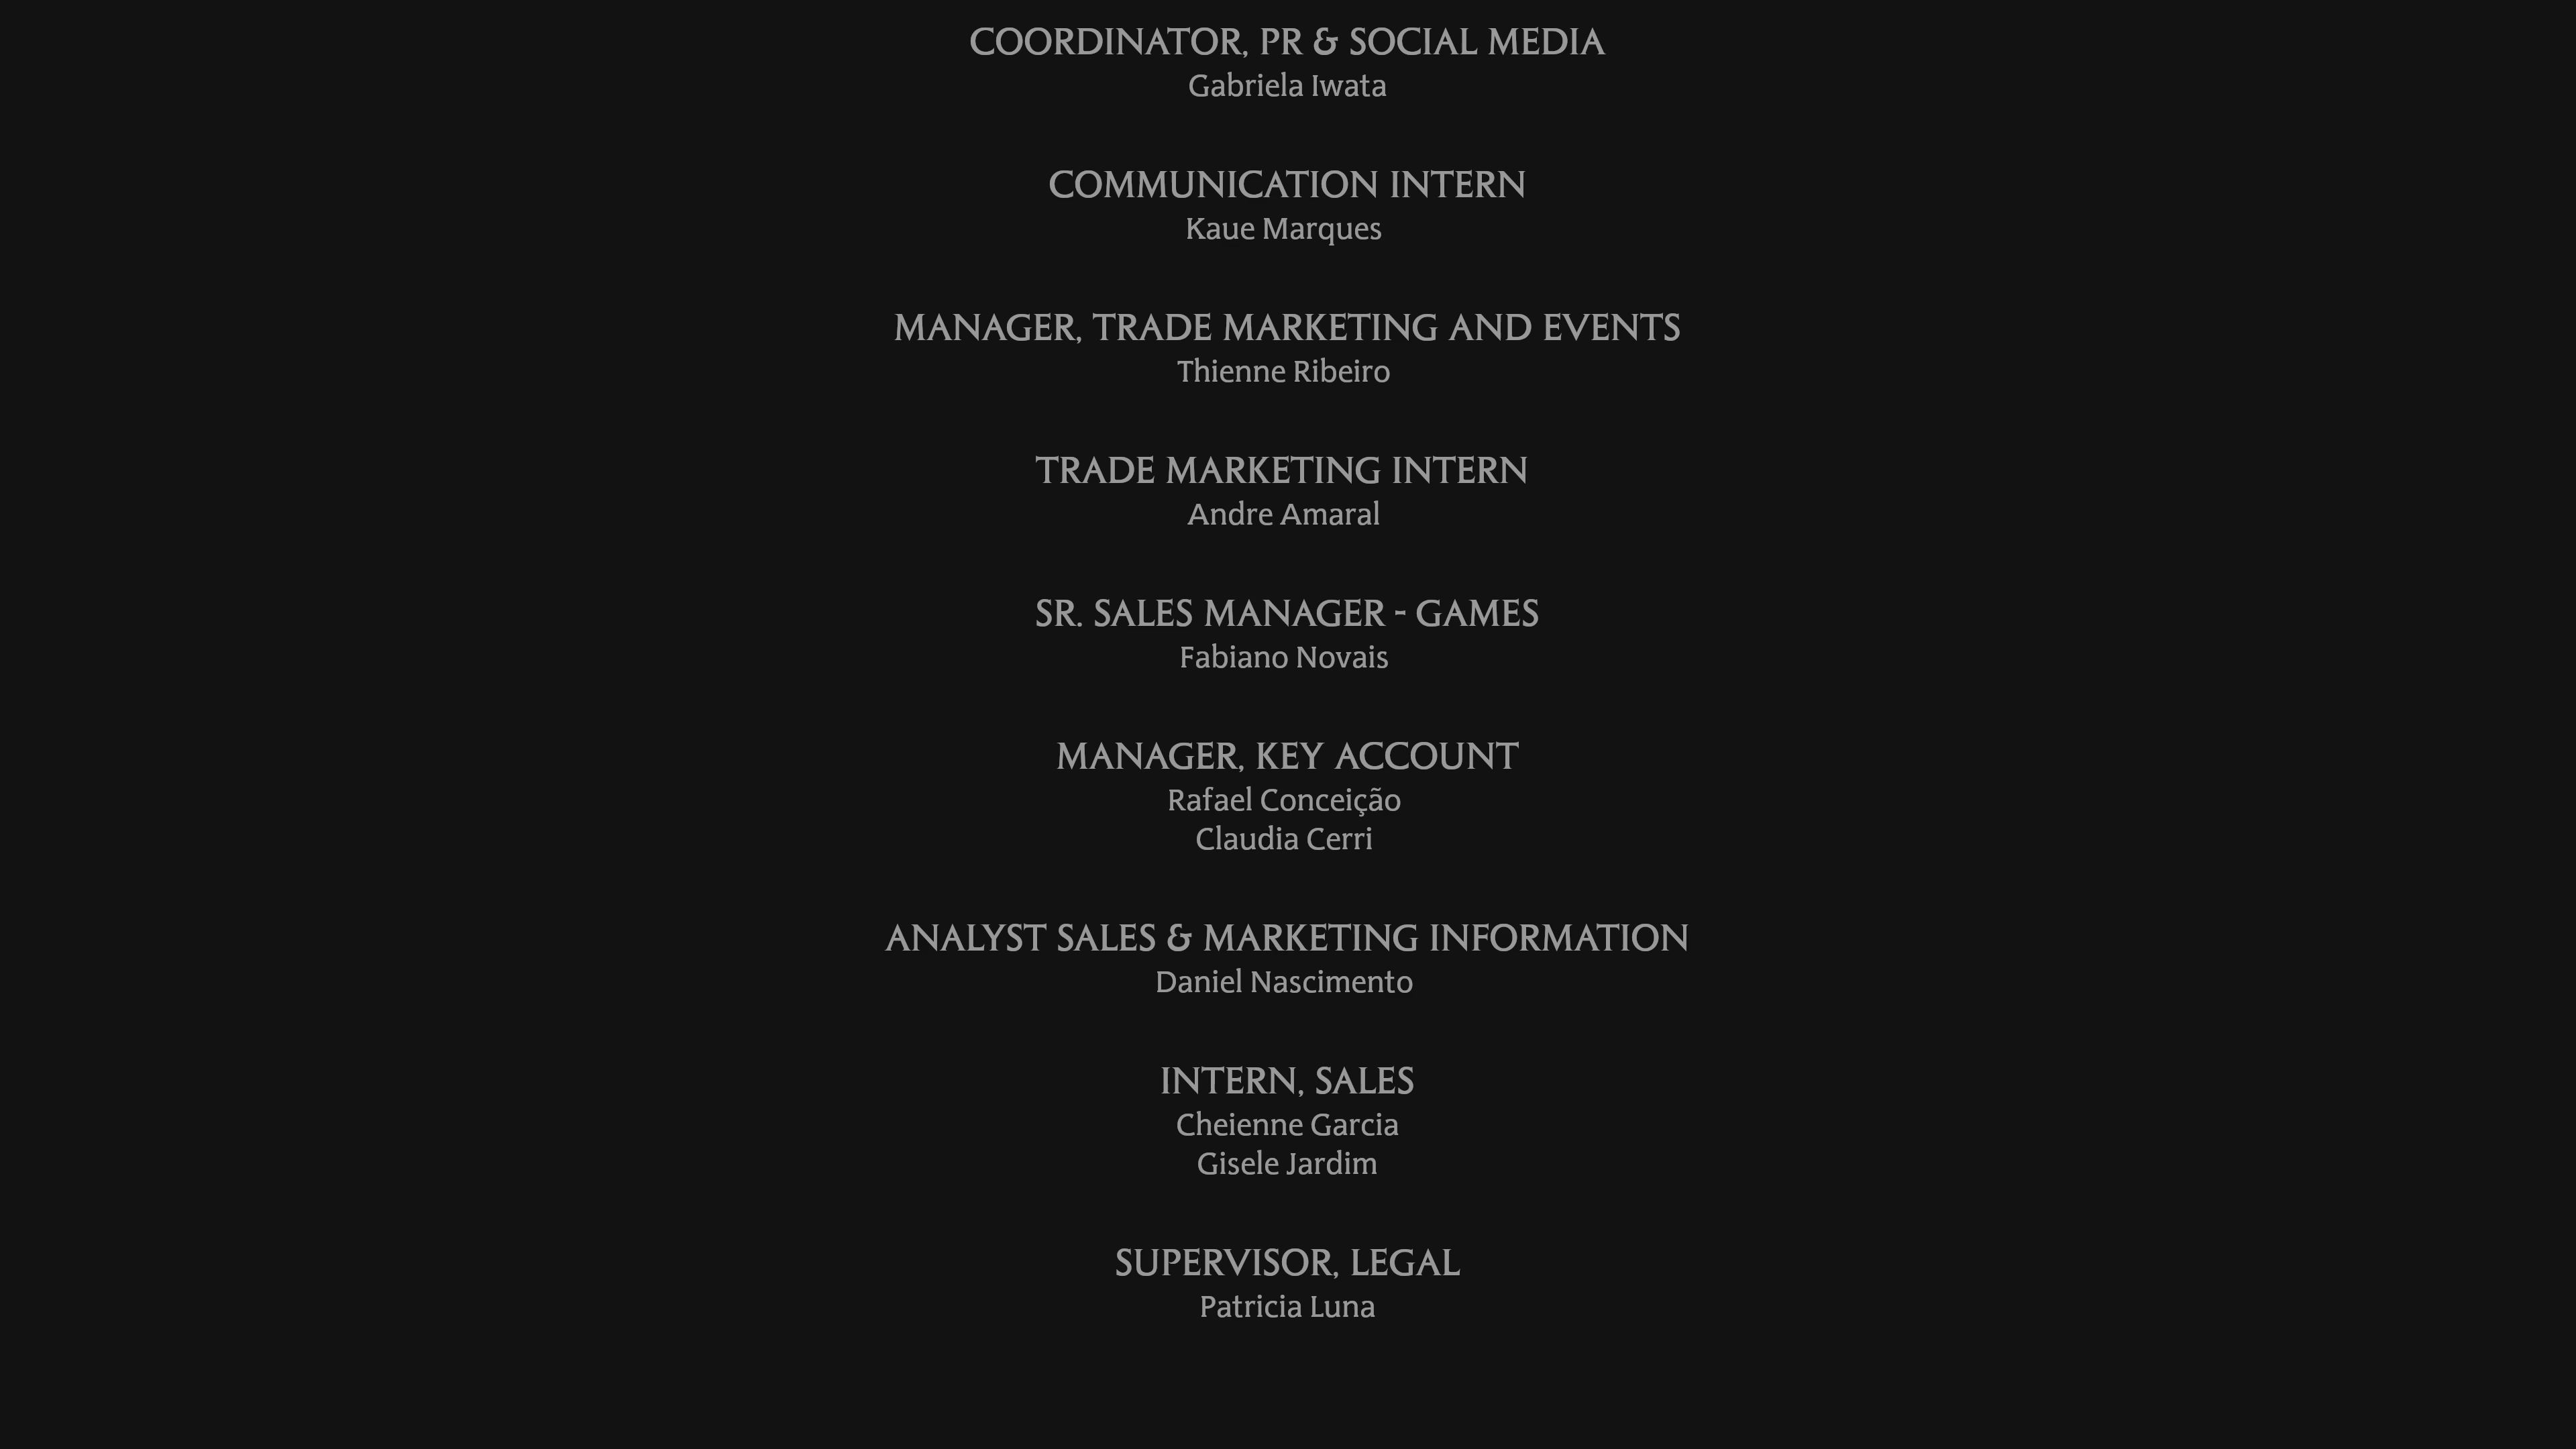 COORDINATOR, PR & SOCIAL MEDIA
Gabriela Iwata
COMMUNICATION INTERN
Kaue Marques
MANAGER, TRADE MARKETING AND EVENTS
Thienne Ribeiro
TRADE MARKETING INTERN
Andre Amaral
SR. SALES MANAGER - GAMES
Fabiano Novais
MANAGER, KEY ACCOUNT
Rafael Conceição
Claudia Cerri
ANALYST SALES & MARKETING INFORMATION
Daniel Nascimento
INTERN, SALES
Cheienne Garcia
Gisele Jardim
SUPERVISOR, LEGAL
Patricia Luna